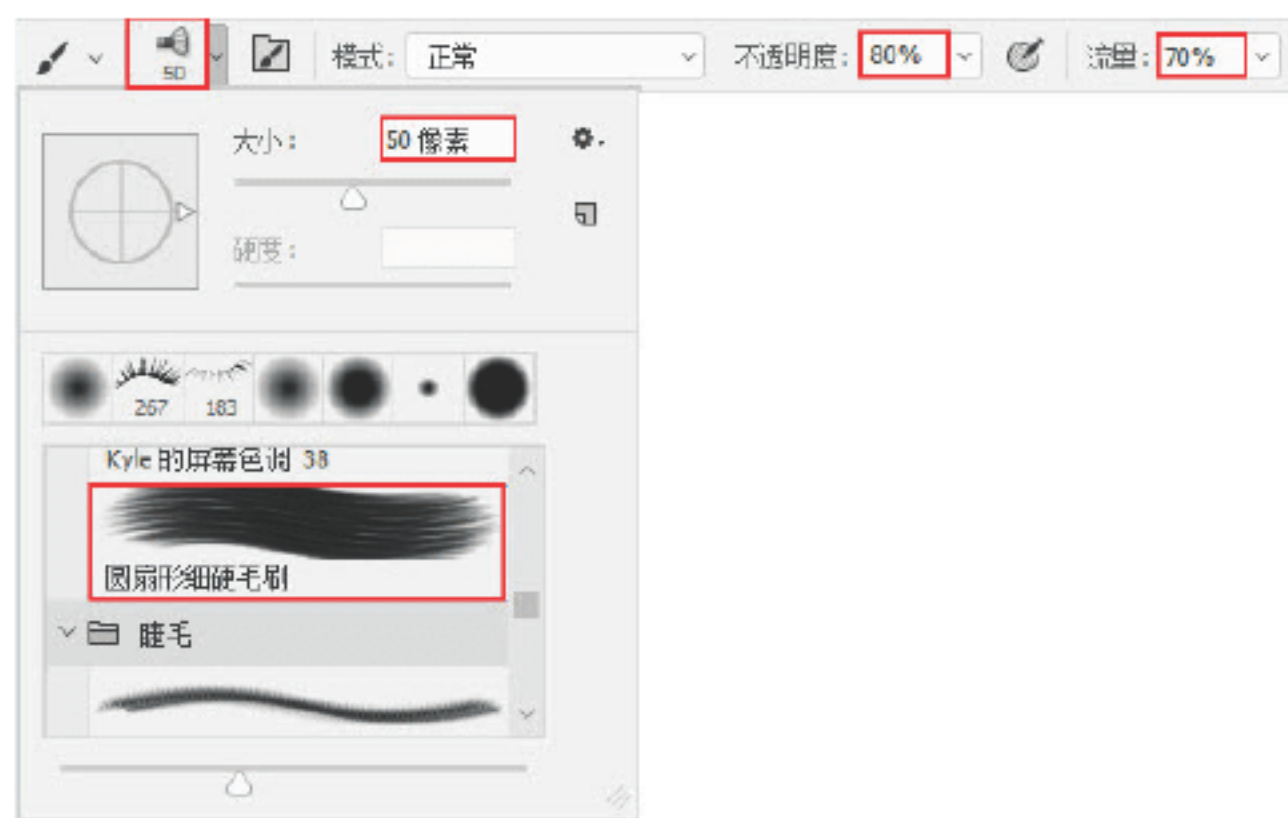 50 模式: 正常 不透明度: 80% 流量: 70%
大小: 50 像素
硬度:
267 183
Kyle 的屏幕色调 38
圆扇形细硬毛刷
睫毛